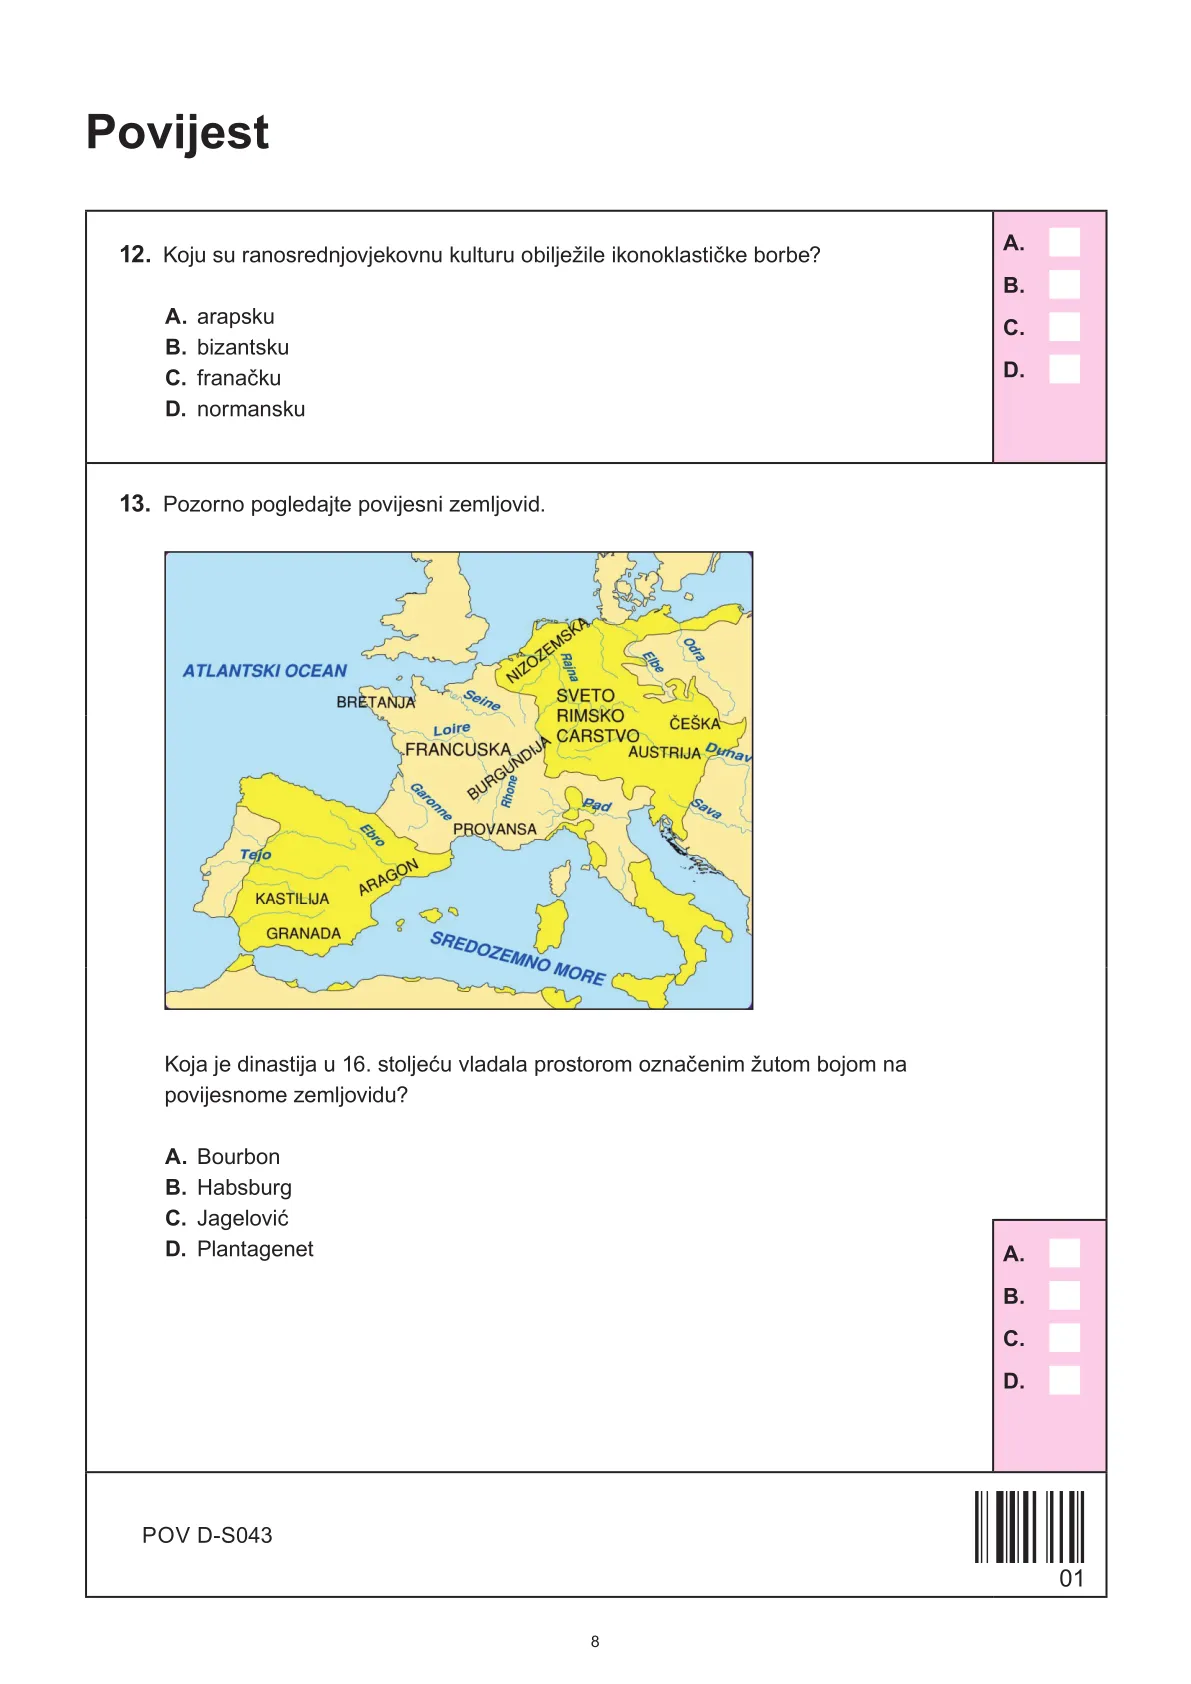 Povijest
12. Koju su ranosrednjovjekovnu kulturu obilježile ikonoklastičke borbe?
A. arapsku
B. bizantsku
C. franačku
D. normansku
A.
B.
C.
D.
13. Pozorno pogledajte povijesni zemljovid.
ATLANTSKI OCEAN
BRETANJA
Seine
Loire
FRANCUSKA
BURGUNDIJA
Garonne
Rhone
PROVANSA
NIZOZEMSKA
Rajna
Elbe
Odra
SVETO
RIMSKO
CARSTVO
ČEŠKA
AUSTRIJA
Dunav
Sava
Pad
Ebro
Tejo
ARAGON
KASTILIJA
GRANADA
SREDOZEMNO MORE
Koja je dinastija u 16. stoljeću vladala prostorom označenim žutom bojom na
povijesnome zemljovidu?
A. Bourbon
B. Habsburg
C. Jagelović
D. Plantagenet
A.
B.
C.
D.
POV D-S043
01
8